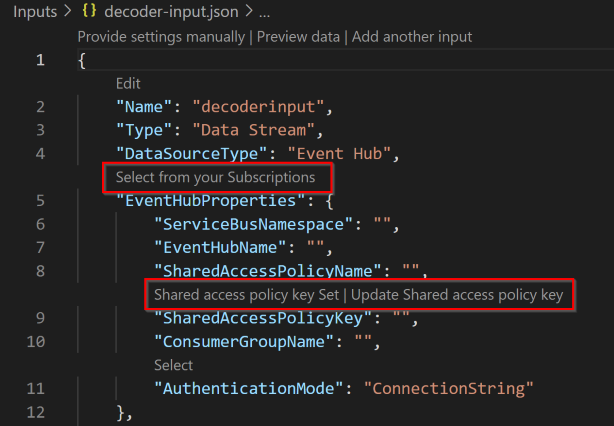 Inputs > {} decoder-input.json > ...
Provide settings manually | Preview data | Add another input
1 {
Edit
2 "Name": "decoderinput",
3 "Type": "Data Stream",
4 "DataSourceType": "Event Hub",
Select from your Subscriptions
5 "EventHubProperties": {
6 "ServiceBusNamespace": "",
7 "EventHubName": "",
8 "SharedAccessPolicyName": "",
Shared access policy key Set | Update Shared access policy key
9 "SharedAccessPolicyKey": "",
10 "ConsumerGroupName": "",
Select
11 "AuthenticationMode": "ConnectionString"
12 },